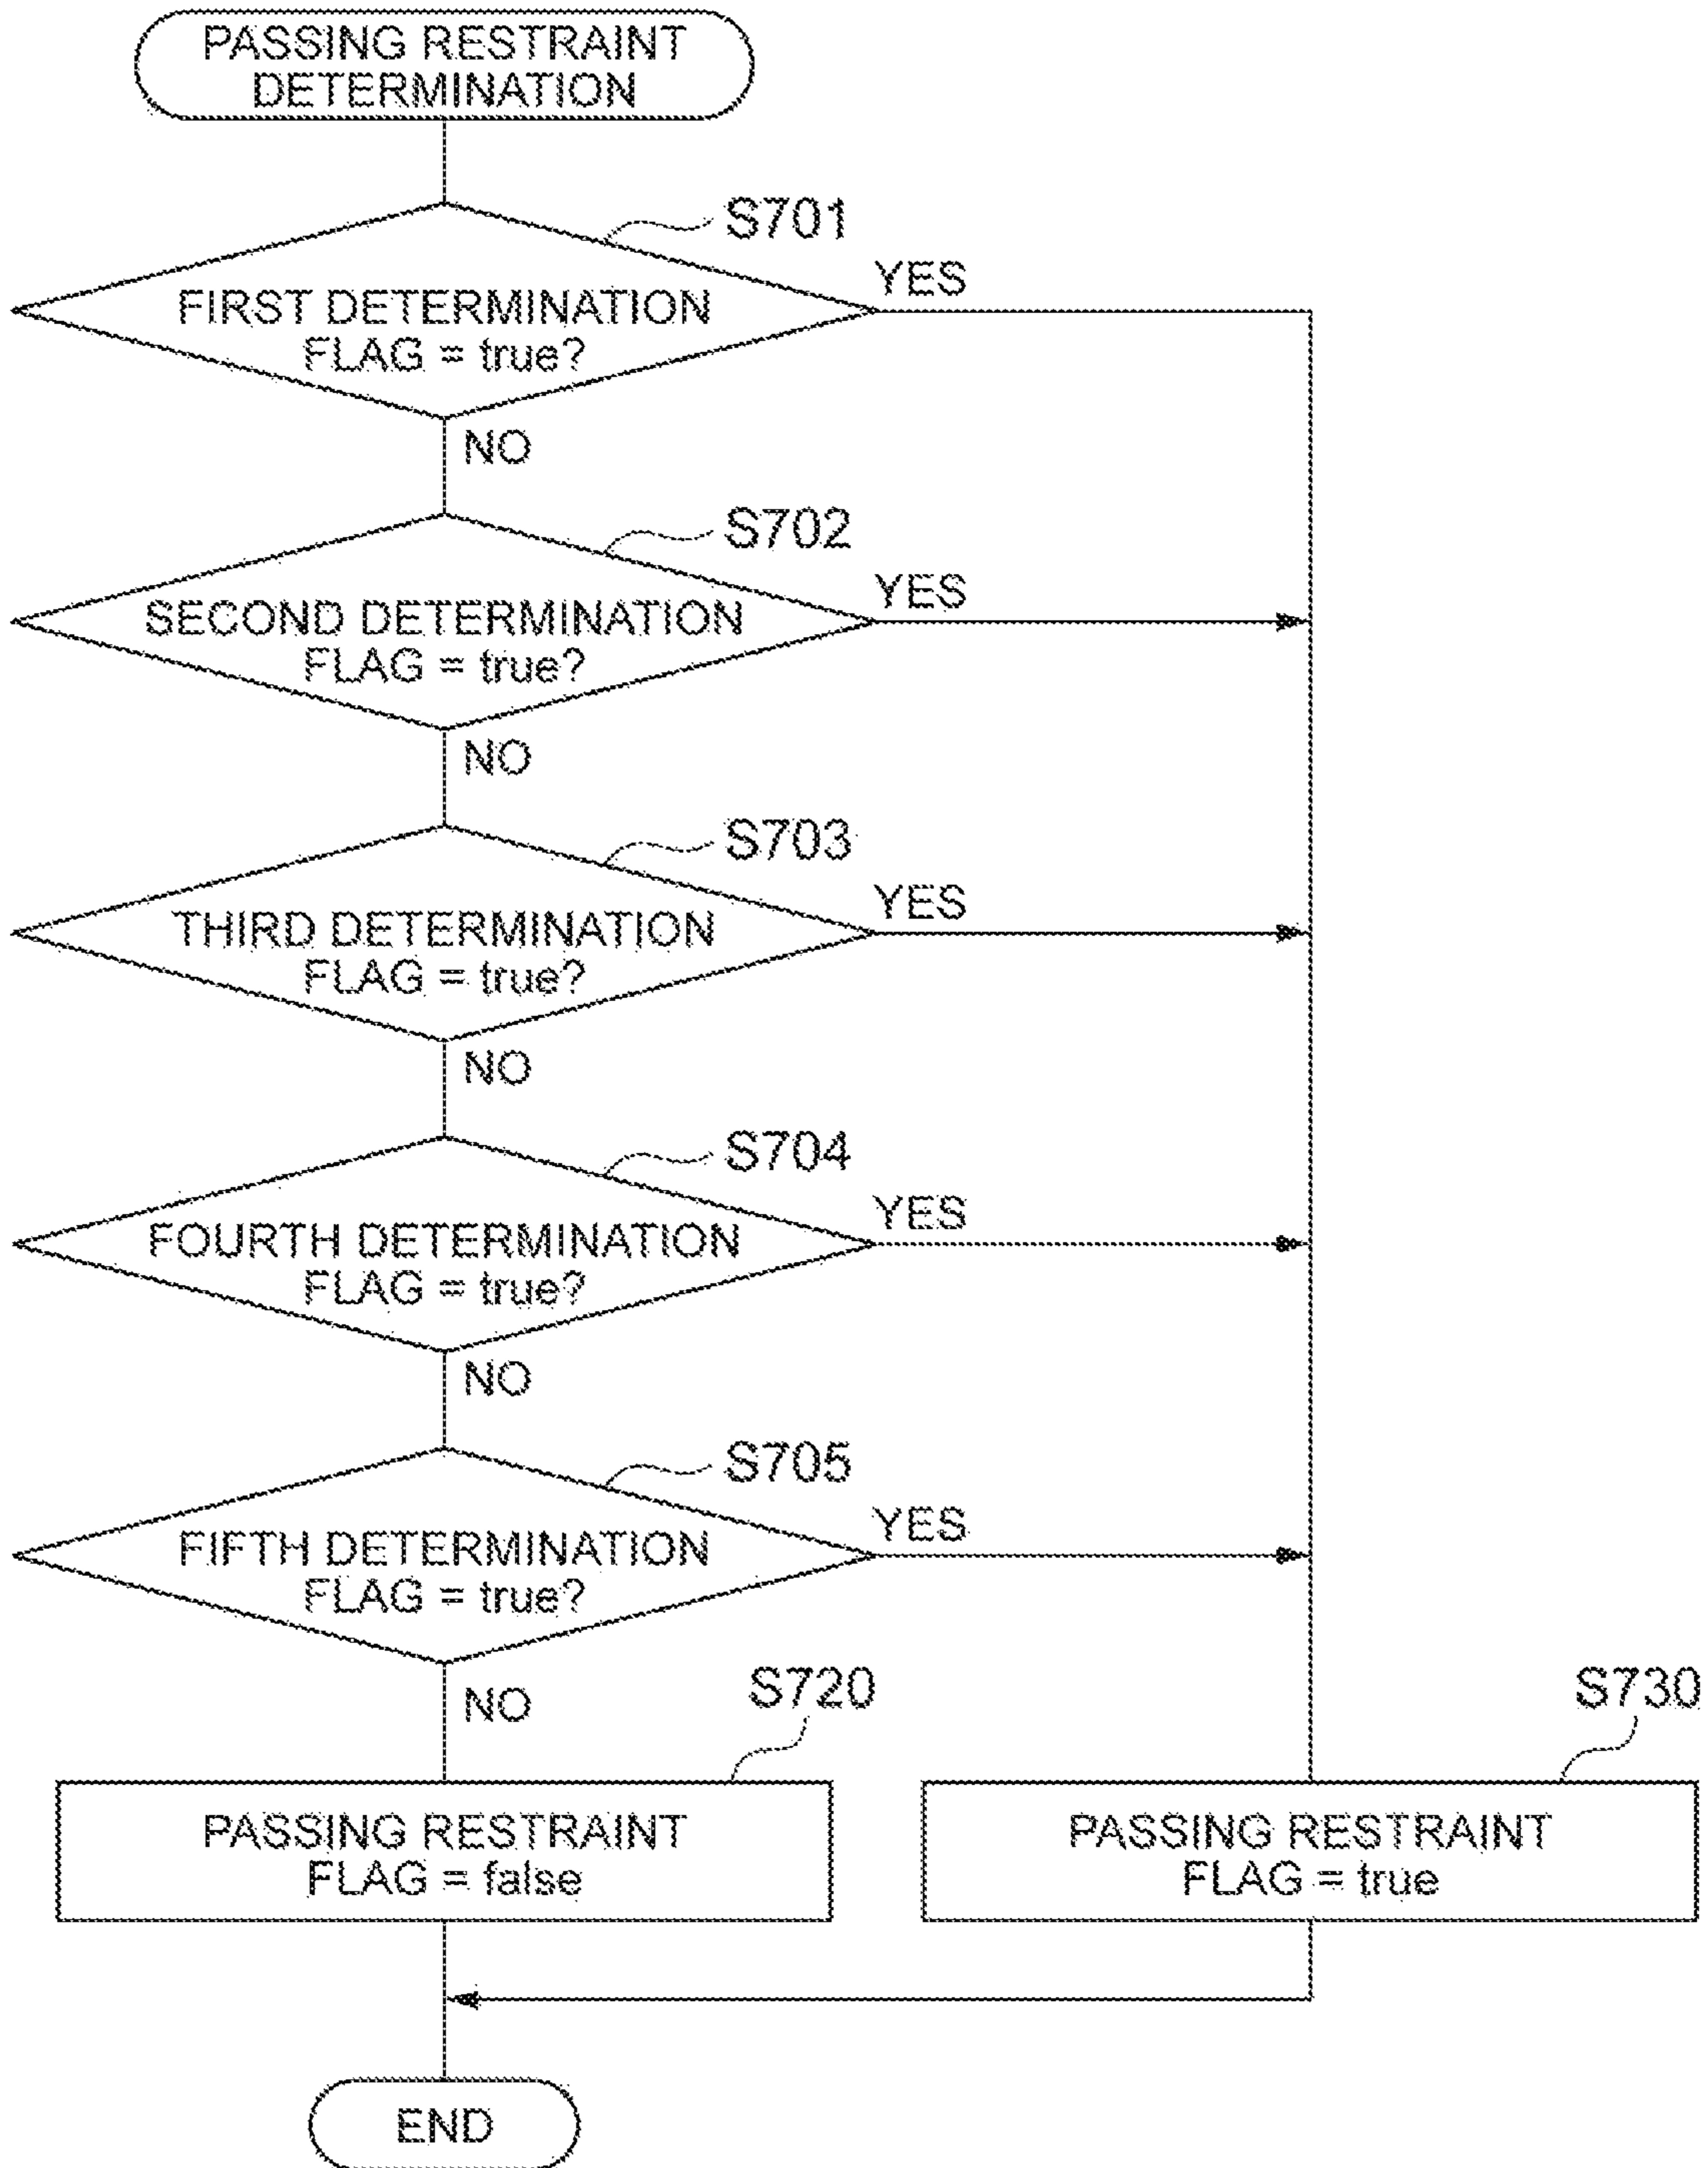 PASSING RESTRAINT
DETERMINATION
S701
YES
FIRST DETERMINATION
FLAG = true?
NO
S702
YES
SECOND DETERMINATION
FLAG = true?
NO
S703
YES
THIRD DETERMINATION
FLAG = true?
NO
S704
YES
FOURTH DETERMINATION
FLAG = true?
NO
S705
YES
FIFTH DETERMINATION
FLAG = true?
NO
S720
S730
PASSING RESTRAINT
FLAG = false
PASSING RESTRAINT
FLAG = true
END